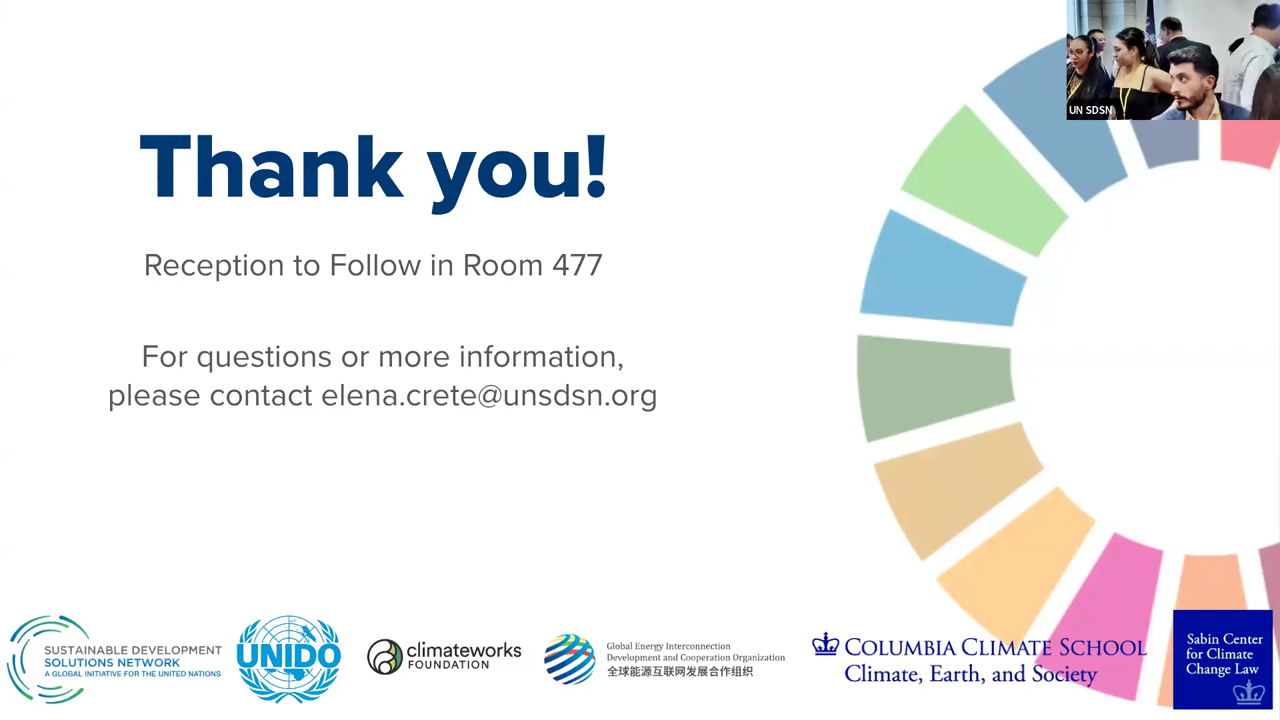 UN SDSN
Thank you!
Reception to Follow in Room 477
For questions or more information,
please contact elena.crete@unsdsn.org
SUSTAINABLE DEVELOPMENT
SOLUTIONS NETWORK
A GLOBAL INITIATIVE FOR THE UNITED NATIONS
UNIDO
climateworks
FOUNDATION
Global Energy Interconnection
Development and Cooperation Organization
全球能源互联网发展合作组织
COLUMBIA CLIMATE SCHOOL
Climate, Earth, and Society
Sabin Center
for Climate
Change Law